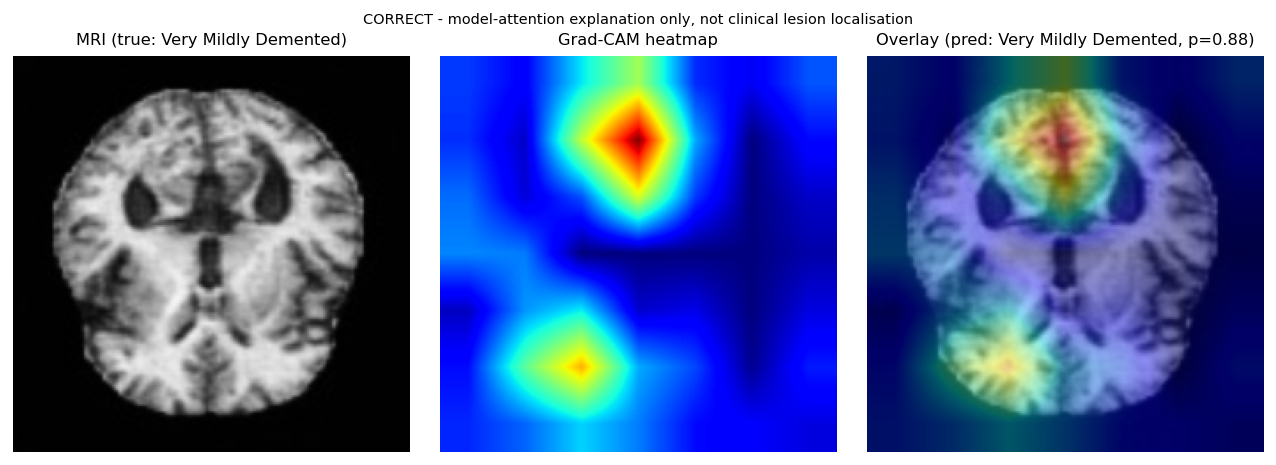 CORRECT - model-attention explanation only, not clinical lesion localisation
MRI (true: Very Mildly Demented)
Grad-CAM heatmap
Overlay (pred: Very Mildly Demented, p=0.88)